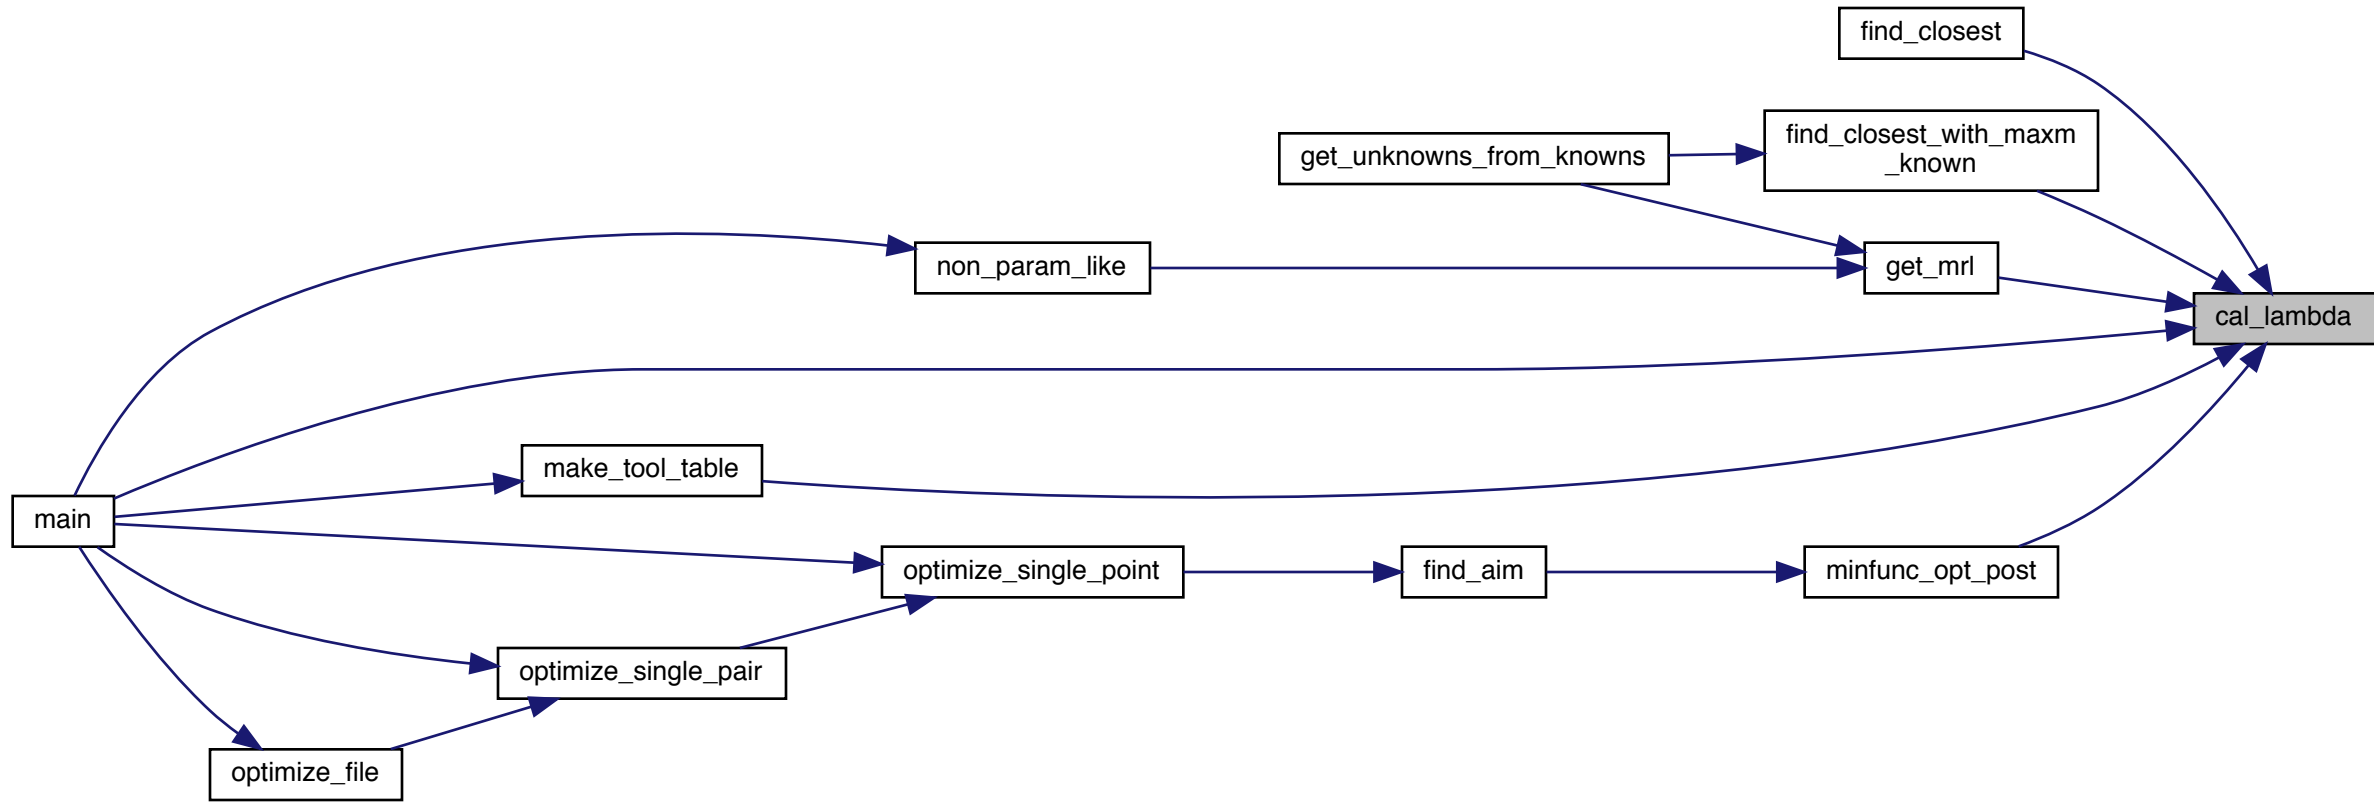 find_closest
find_closest_with_maxm
_known
get_unknowns_from_knowns
non_param_like
get_mrl
cal_lambda
make_tool_table
main
optimize_single_point
find_aim
minfunc_opt_post
optimize_single_pair
optimize_file